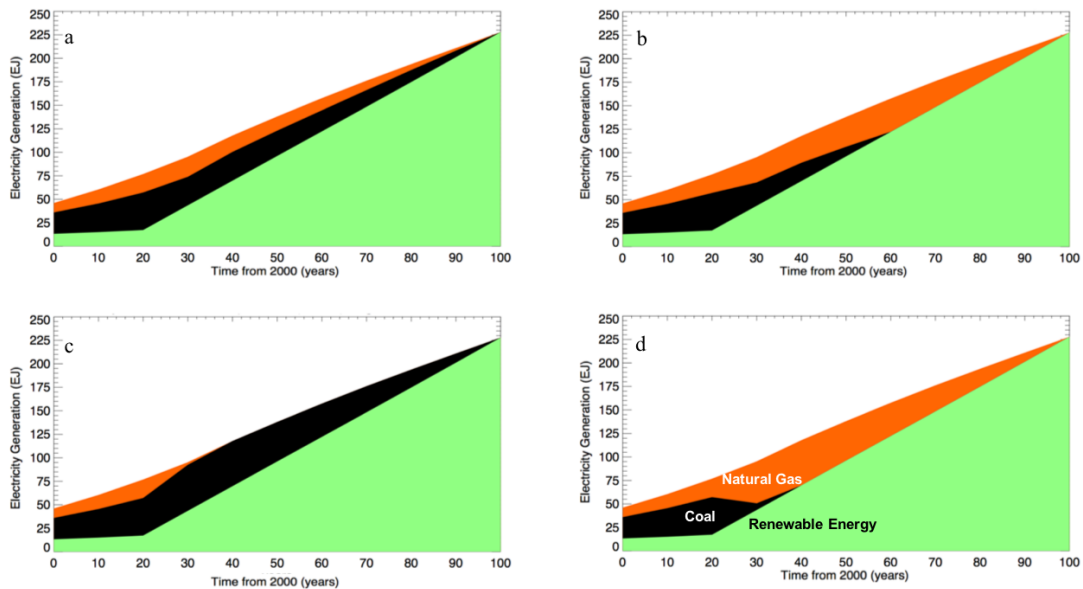 a
250
225
200
175
150
125
100
75
50
25
0
Electricity Generation (EJ)
0 10 20 30 40 50 60 70 80 90 100
Time from 2000 (years)
b
250
225
200
175
150
125
100
75
50
25
0
Electricity Generation (EJ)
0 10 20 30 40 50 60 70 80 90 100
Time from 2000 (years)
c
250
225
200
175
150
125
100
75
50
25
0
Electricity Generation (EJ)
0 10 20 30 40 50 60 70 80 90 100
Time from 2000 (years)
d
250
225
200
175
150
125
100
75
50
25
0
Electricity Generation (EJ)
Natural Gas
Coal
Renewable Energy
0 10 20 30 40 50 60 70 80 90 100
Time from 2000 (years)